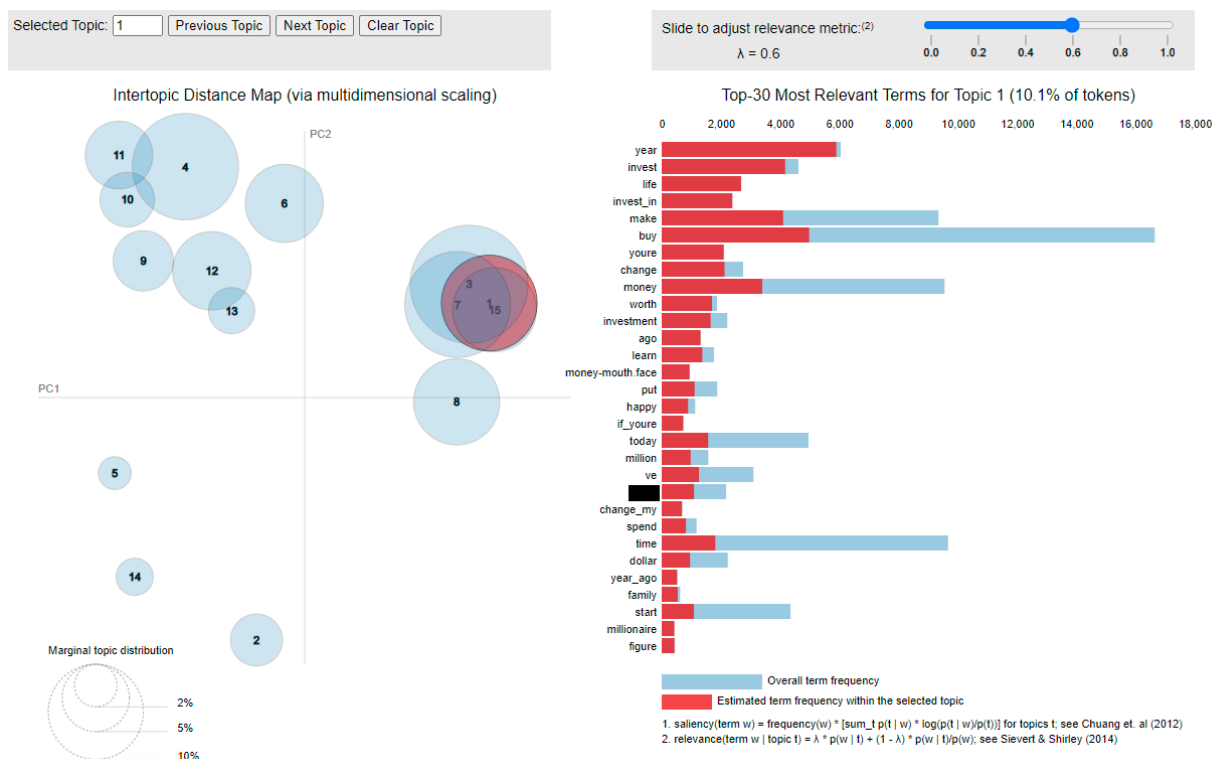 Selected Topic: 1 Previous Topic Next Topic Clear Topic
Slide to adjust relevance metric:(2)
λ = 0.6
0.0 0.2 0.4 0.6 0.8 1.0
Intertopic Distance Map (via multidimensional scaling)
PC2
PC1
11
4
10
6
9
12
13
3
7
1
15
8
5
14
2
Marginal topic distribution
2%
5%
10%
Top-30 Most Relevant Terms for Topic 1 (10.1% of tokens)
0 2,000 4,000 6,000 8,000 10,000 12,000 14,000 16,000 18,000
year
invest
life
invest_in
make
buy
youre
change
money
worth
investment
ago
learn
money-mouth.face
put
happy
if_youre
today
million
ve
change_my
spend
time
dollar
year_ago
family
start
millionaire
figure
Overall term frequency
Estimated term frequency within the selected topic
1. saliency(term w) = frequency(w) * [sum_t p(t | w) * log(p(t | w)/p(t))] for topics t; see Chuang et. al (2012)
2. relevance(term w | topic t) = λ * p(w | t) + (1 - λ) * p(w | t)/p(w); see Sievert & Shirley (2014)